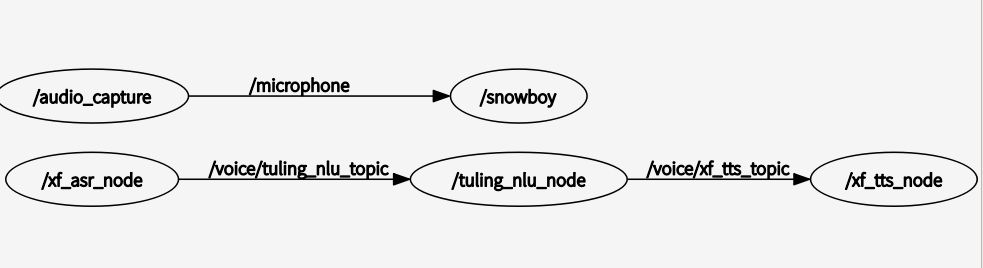 /microphone
/audio_capture
/snowboy
/voice/tuling_nlu_topic
/voice/xf_tts_topic
/xf_asr_node
/tuling_nlu_node
/xf_tts_node